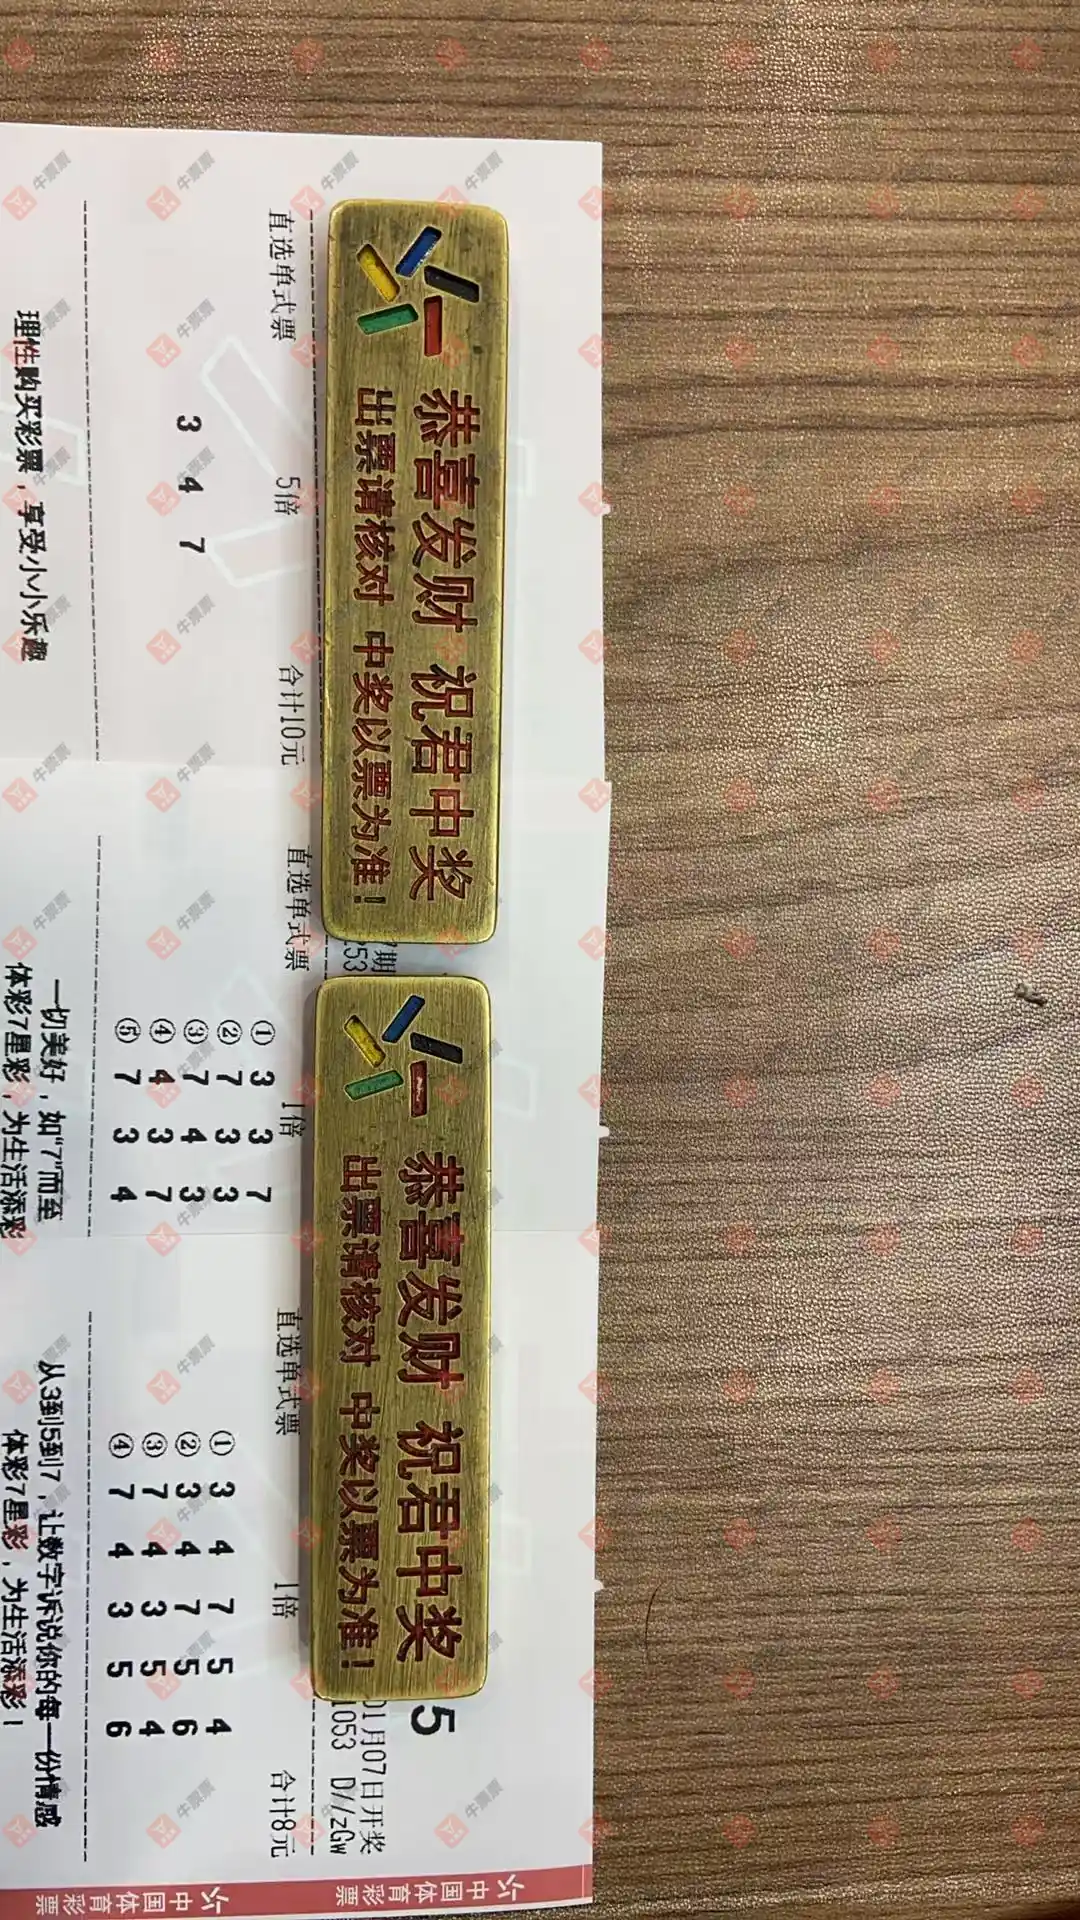 恭喜发财 祝君中奖
出票请核对 中奖以票为准！
直选单式票 5倍 合计10元
3 4 7
理性购买彩票，享受小小乐趣
期
253
直选单式票 1倍
① 3 3 7
② 7 3 3
③ 7 4 3
④ 4 3 7
⑤ 7 3 4
一切美好，如“7”而至
体彩7星彩，为生活添彩
恭喜发财 祝君中奖
出票请核对 中奖以票为准！
5
01月07日开奖
1053 DV/zGw
直选单式票 1倍 合计8元
① 3 4 7 5 4
② 3 4 7 5 6
③ 7 4 3 5 4
④ 7 4 3 5 6
从3到5到7，让数字诉说你的每一份情感
体彩7星彩，为生活添彩！
中国体育彩票
中国体育彩票
牛票票